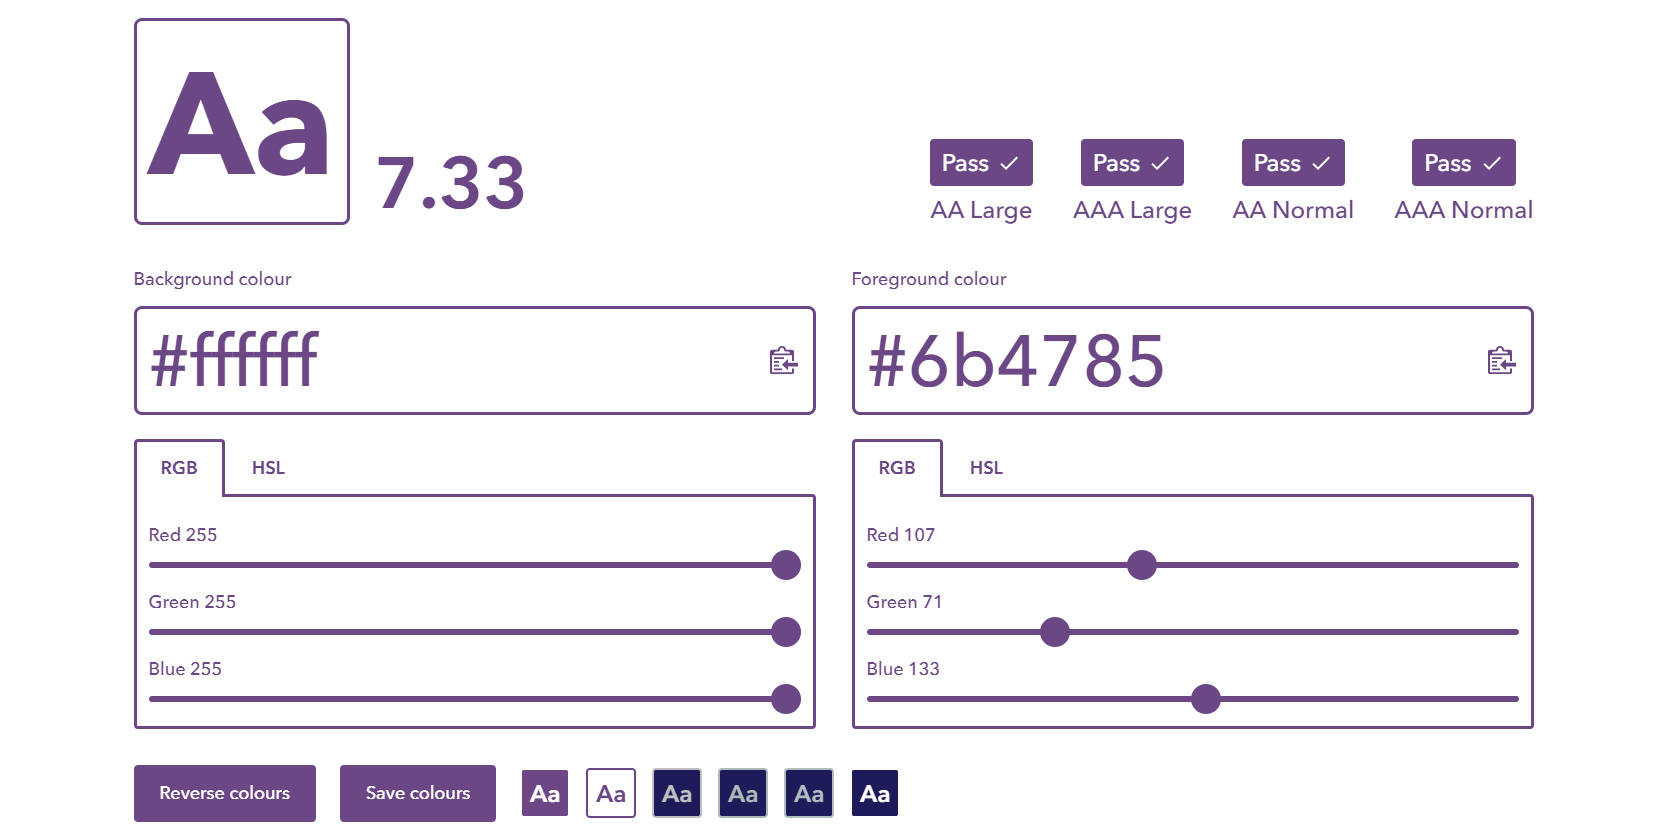 Aa
7.33
Pass Pass Pass Pass
AA Large AAA Large AA Normal AAA Normal
Background colour
#ffffff
Foreground colour
#6b4785
RGB HSL
Red 255
Green 255
Blue 255
RGB HSL
Red 107
Green 71
Blue 133
Reverse colours Save colours Aa Aa Aa Aa Aa Aa